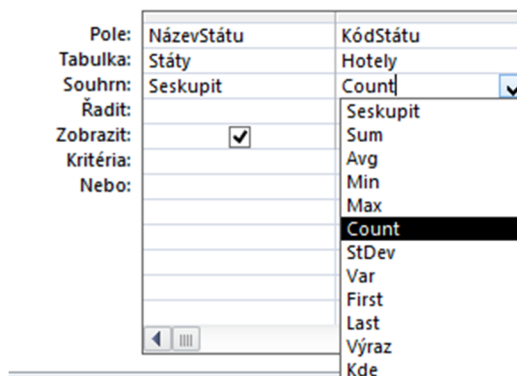 Pole: NázevStátu KódStátu
Tabulka: Státy Hotely
Souhrn: Seskupit Count
Řadit: Seskupit
Zobrazit: Sum
Kritéria: Avg
Nebo: Min
Max
Count
StDev
Var
First
Last
Výraz
Kde